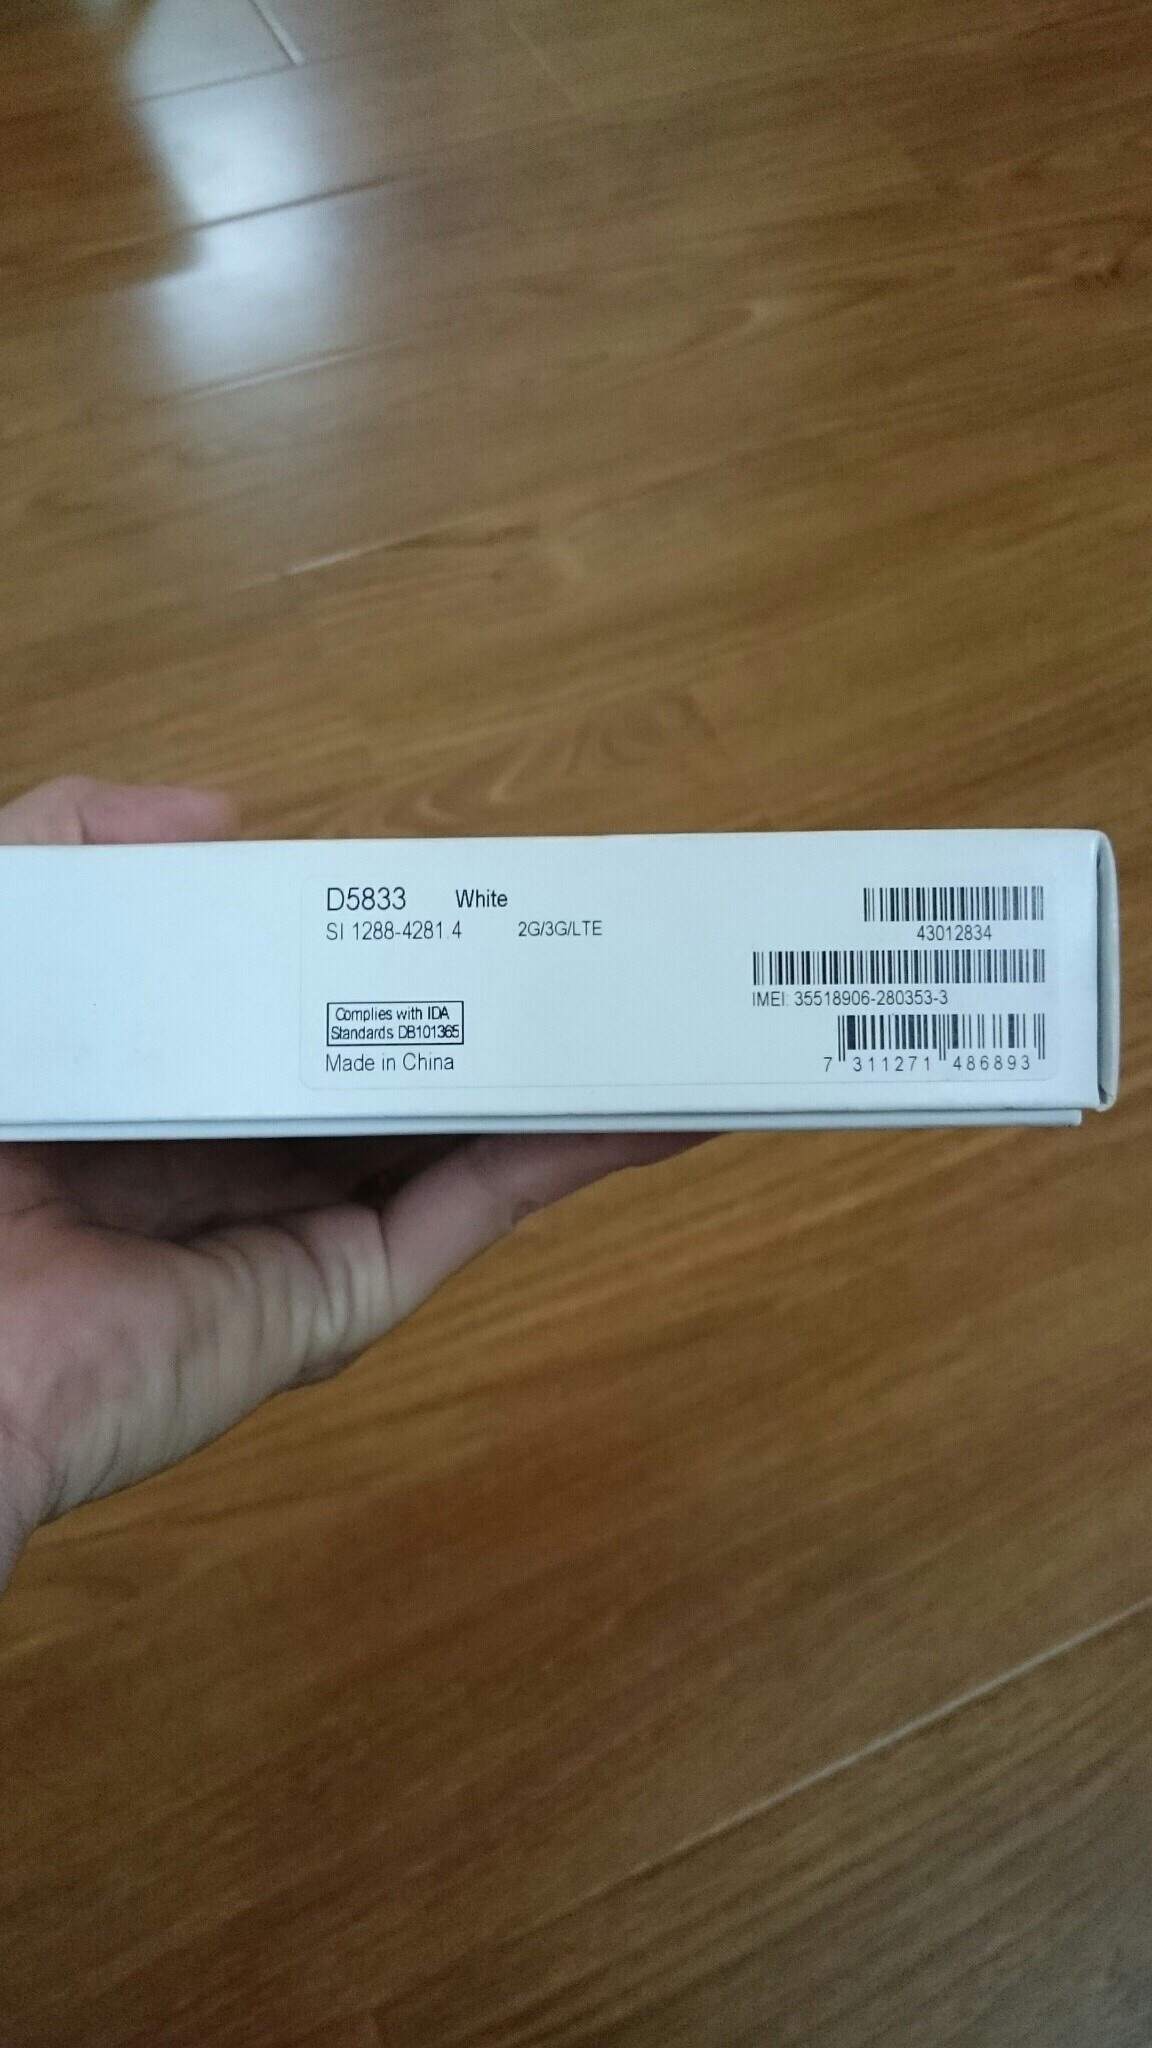 D5833 White
SI 1288-4281.4 2G/3G/LTE
43012834
IMEI: 35518906-280353-3
Complies with IDA
Standards DB101365
Made in China
7 311271 486893